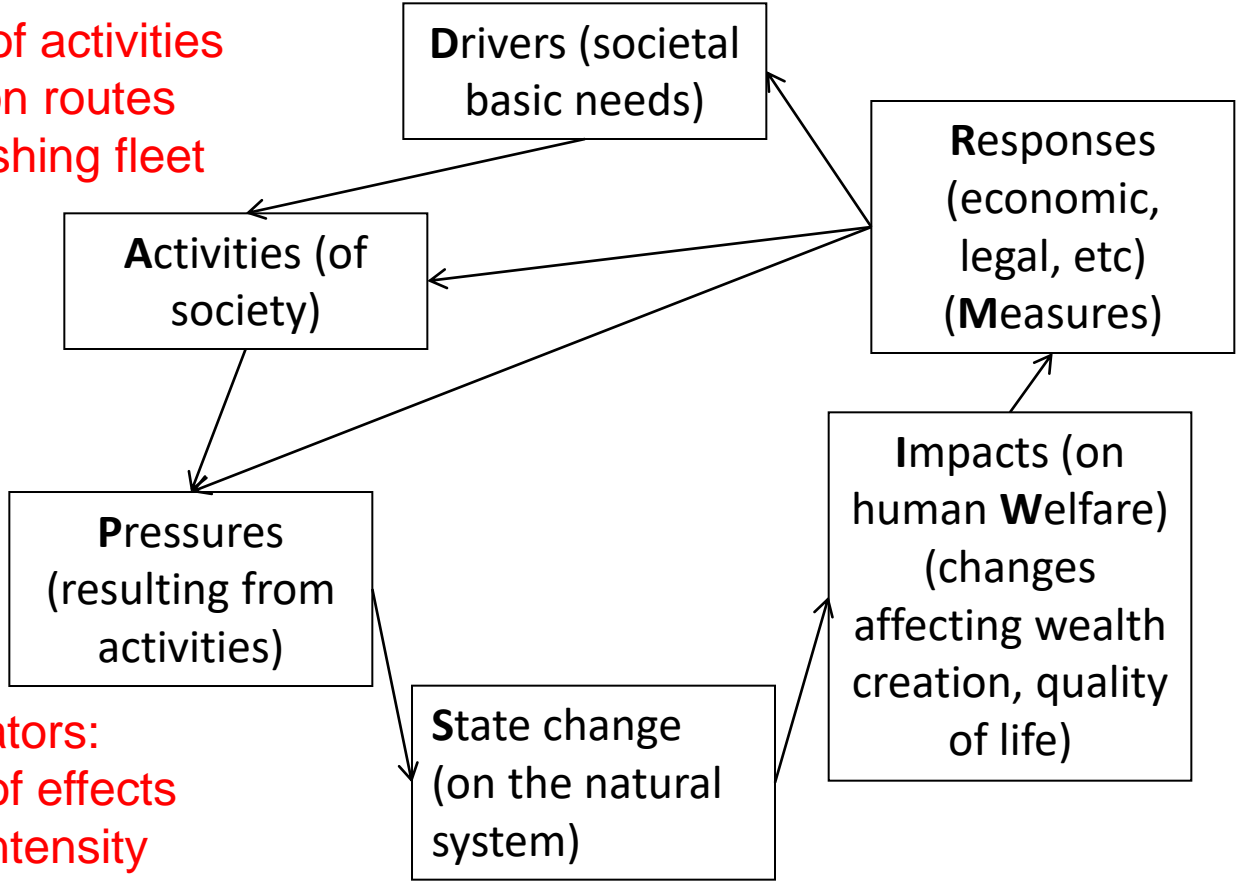 of activities
on routes
shing fleet
Drivers (societal
basic needs)
Responses
(economic,
legal, etc)
(Measures)
Activities (of
society)
Pressures
(resulting from
activities)
Impacts (on
human Welfare)
(changes
affecting wealth
creation, quality
of life)
State change
(on the natural
system)
ators:
of effects
ntensity